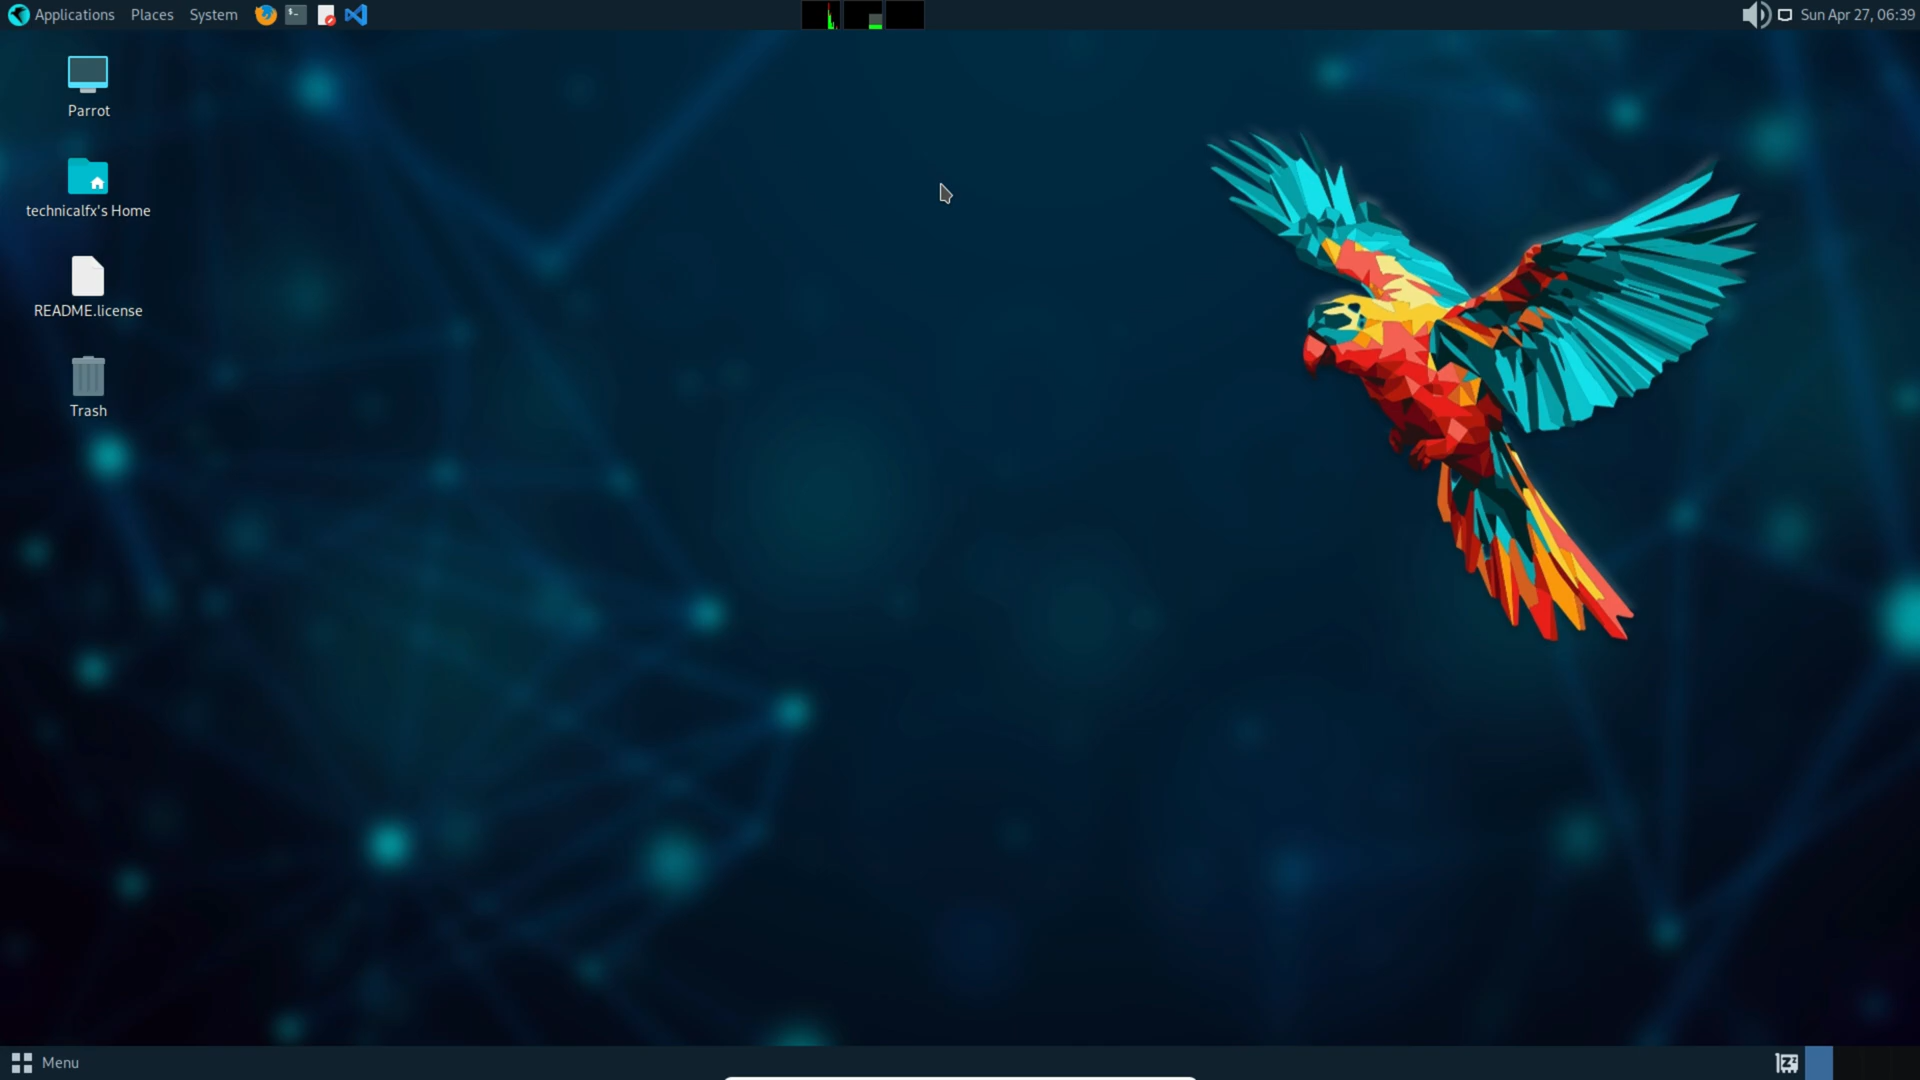 Applications Places System
Sun Apr 27, 06:39
Parrot
technicalfx's Home
README.license
Trash
Menu